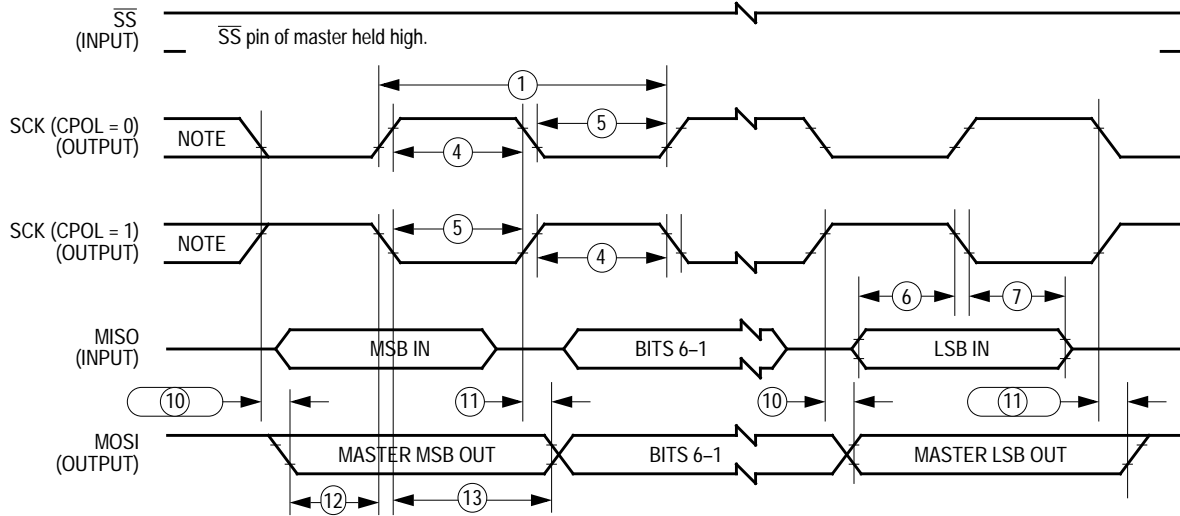 SS
(INPUT)
SS pin of master held high.
1
SCK (CPOL = 0)
(OUTPUT)
NOTE
5
4
SCK (CPOL = 1)
(OUTPUT)
NOTE
5
4
6
7
MISO
(INPUT)
MSB IN
BITS 6–1
LSB IN
10
11
10
11
MOSI
(OUTPUT)
MASTER MSB OUT
BITS 6–1
MASTER LSB OUT
12
13